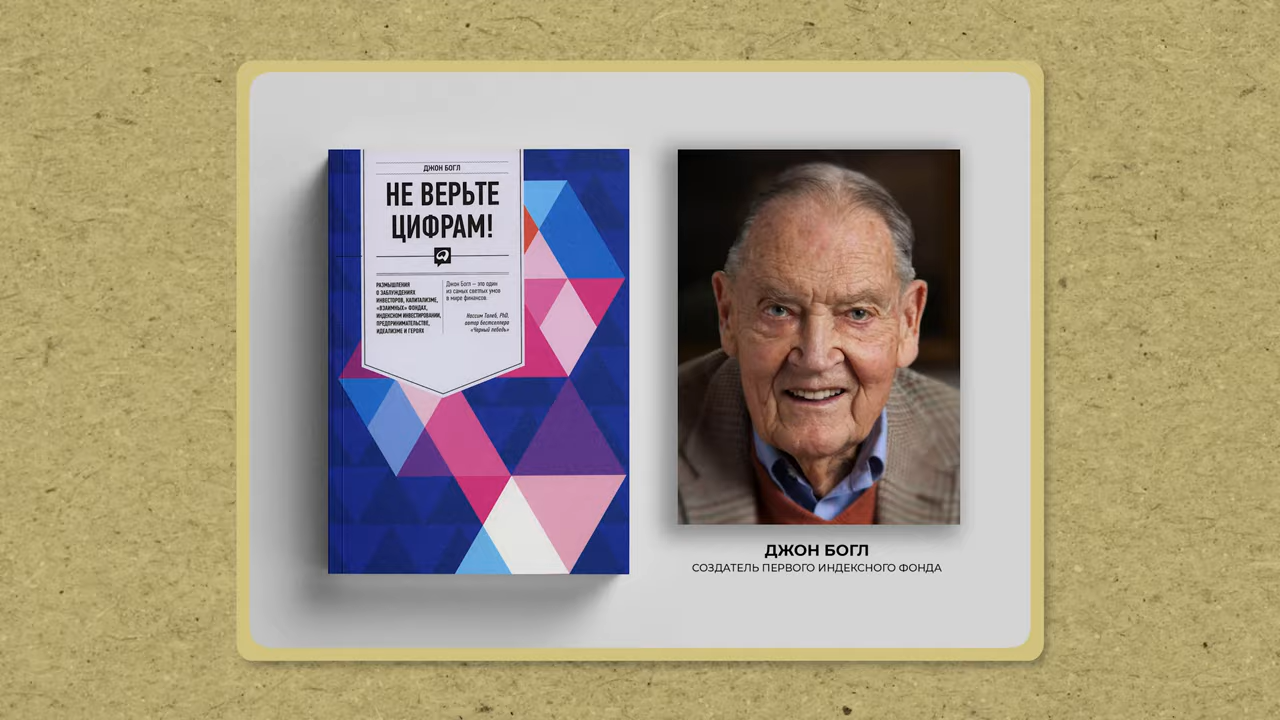 ДЖОН БОГЛ
НЕ ВЕРЬТЕ
ЦИФРАМ!
РАЗМЫШЛЕНИЯ
О ЗАБЛУЖДЕНИЯХ
ИНВЕСТОРОВ, КАПИТАЛИЗМЕ,
«ВЗАИМНЫХ» ФОНДАХ,
ИНДЕКСНОМ ИНВЕСТИРОВАНИИ,
ПРЕДПРИНИМАТЕЛЬСТВЕ,
ИДЕАЛИЗМЕ И ГЕРОЯХ
Джон Богл — это один
из самых светлых умов
в мире финансов.
Нассим Талеб, PhD,
автор бестселлера
«Черный лебедь»
ДЖОН БОГЛ
СОЗДАТЕЛЬ ПЕРВОГО ИНДЕКСНОГО ФОНДА